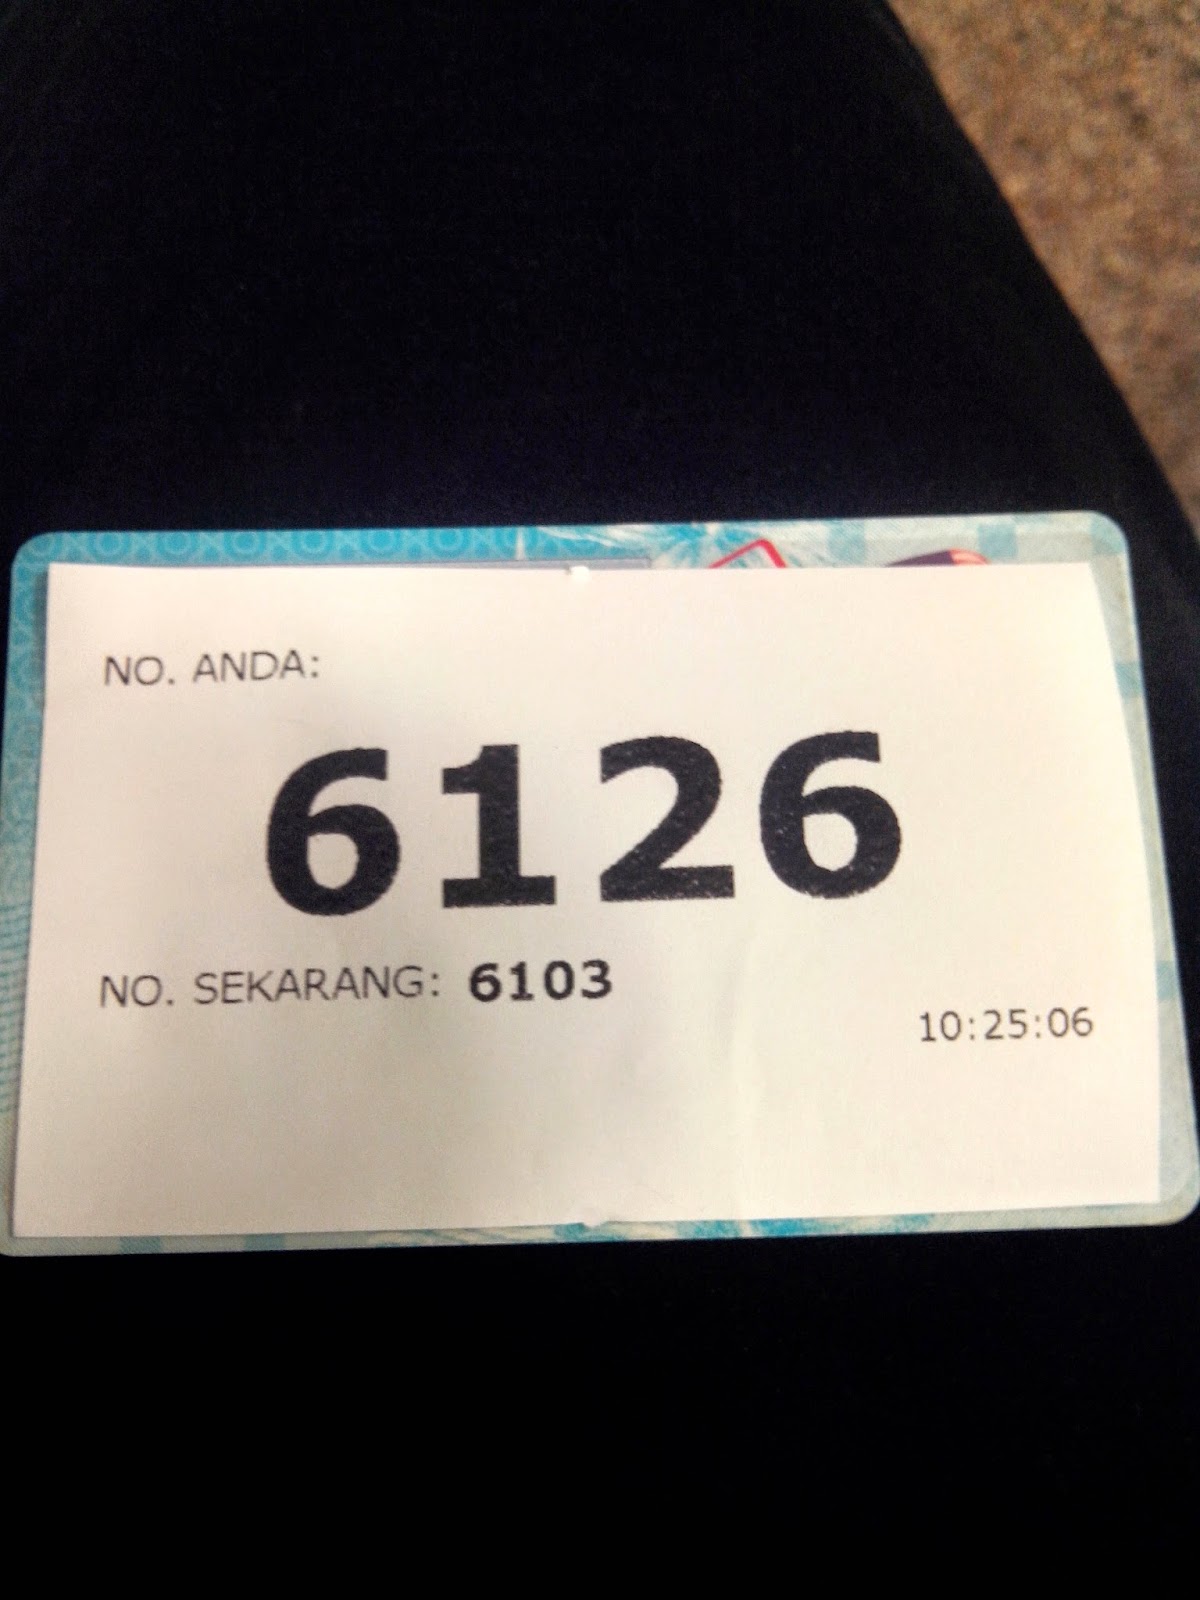 NO. ANDA:
6126
NO. SEKARANG: 6103
10:25:06